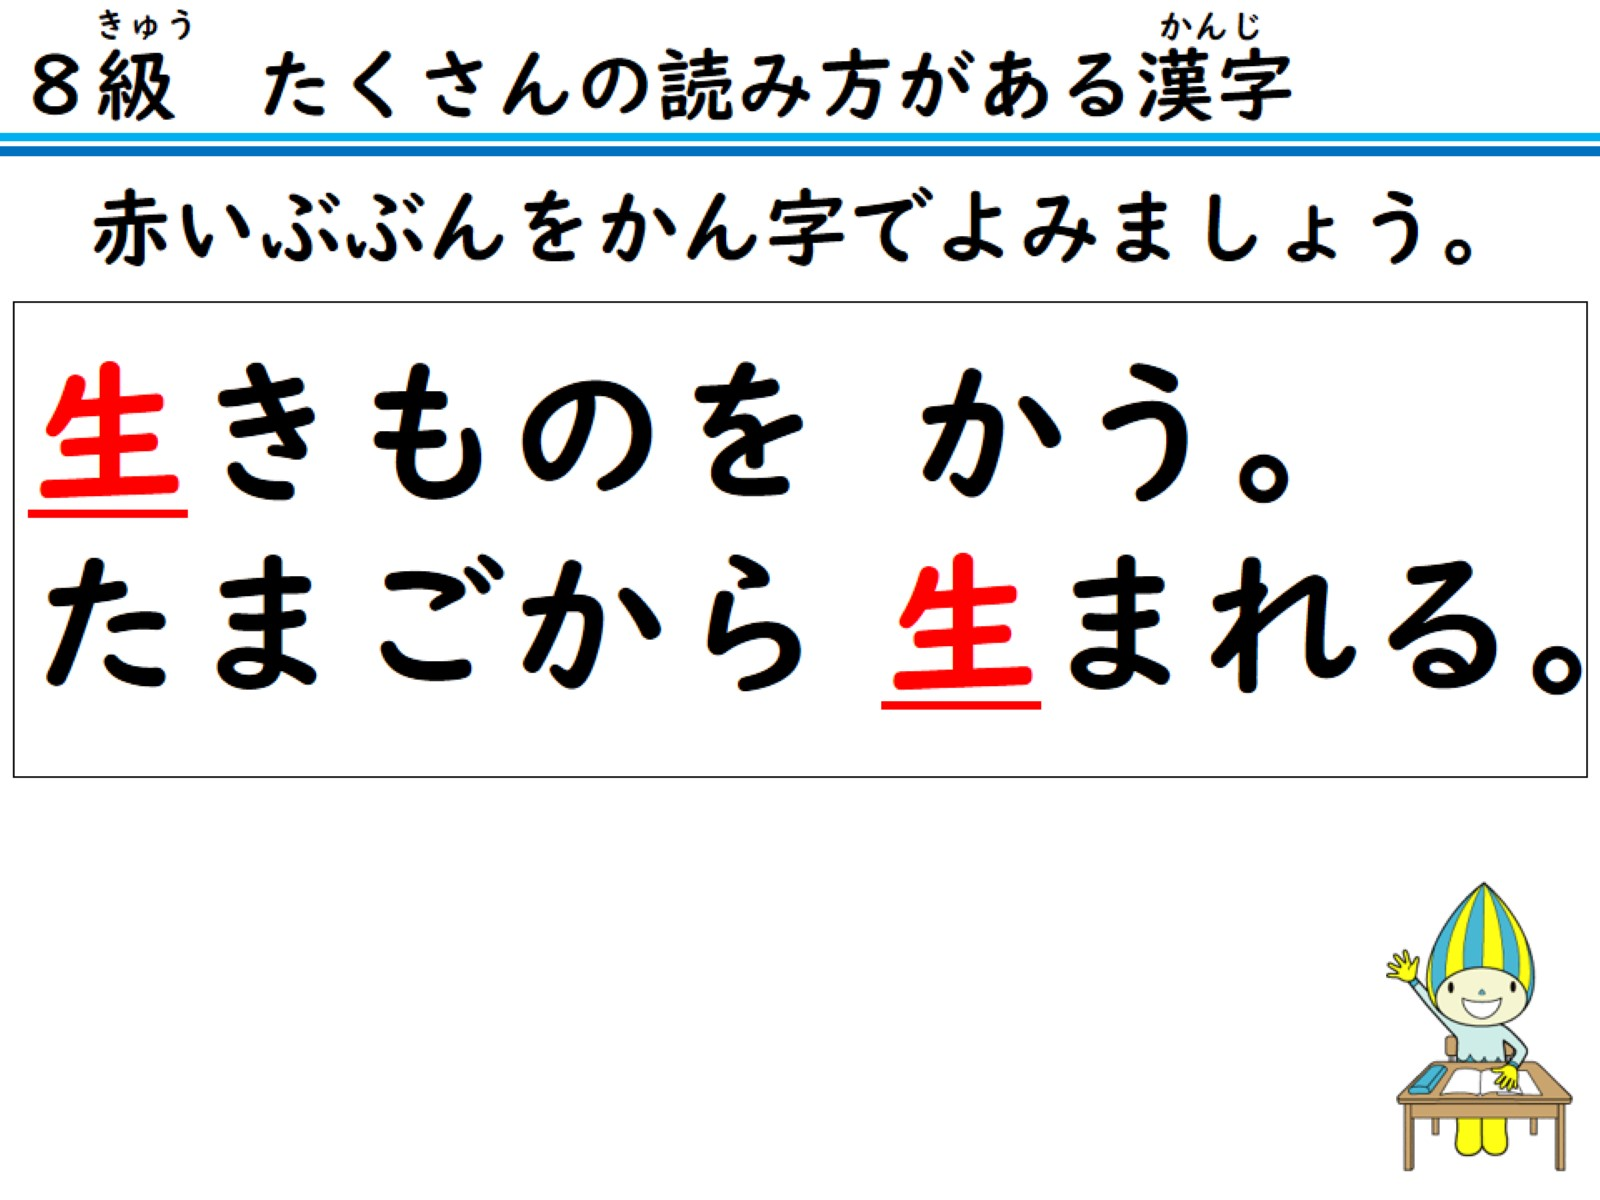 きゅう かんじ
８級　たくさんの読み方がある漢字
赤いぶぶんをかん字でよみましょう。
生きものを かう。
たまごから 生まれる。